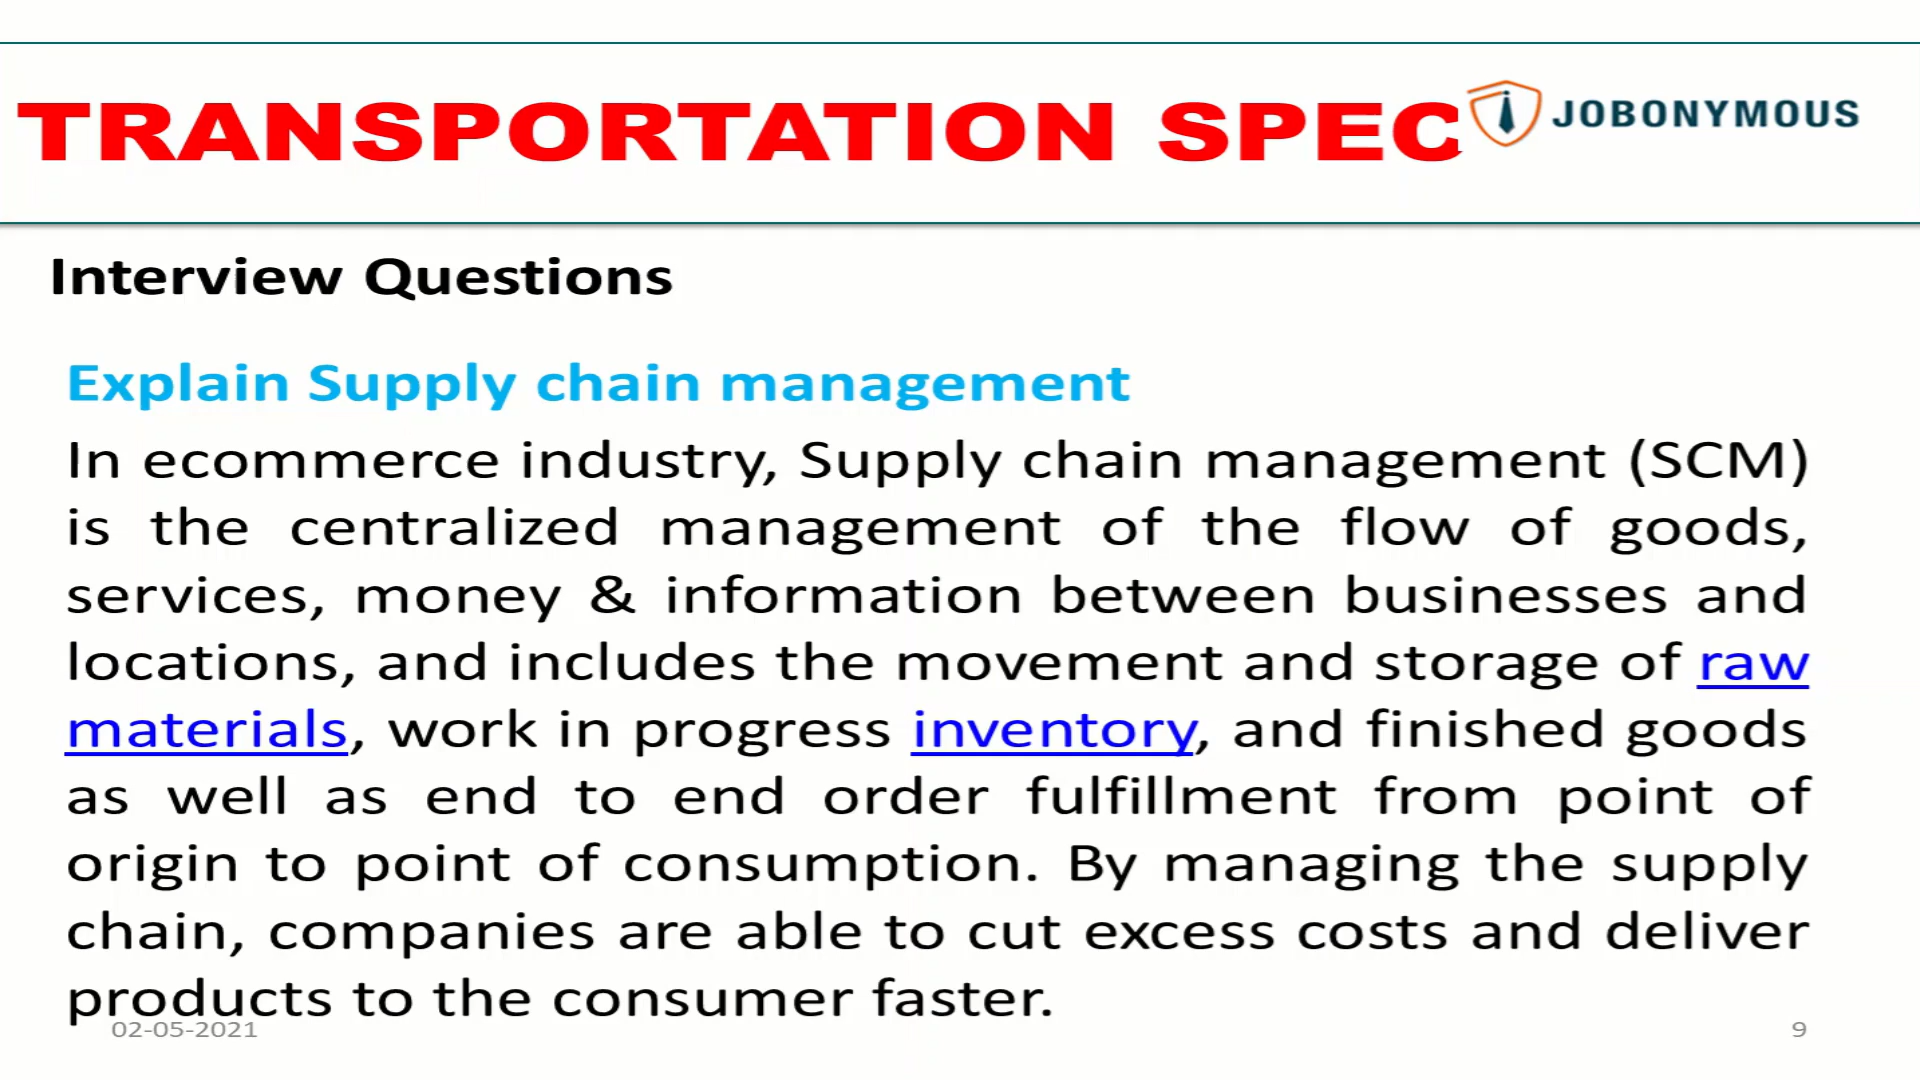 TRANSPORTATION SPEC
JOBONYMOUS
Interview Questions
Explain Supply chain management
In ecommerce industry, Supply chain management (SCM)
is the centralized management of the flow of goods,
services, money & information between businesses and
locations, and includes the movement and storage of raw
materials, work in progress inventory, and finished goods
as well as end to end order fulfillment from point of
origin to point of consumption. By managing the supply
chain, companies are able to cut excess costs and deliver
products to the consumer faster.
02-05-2021
9